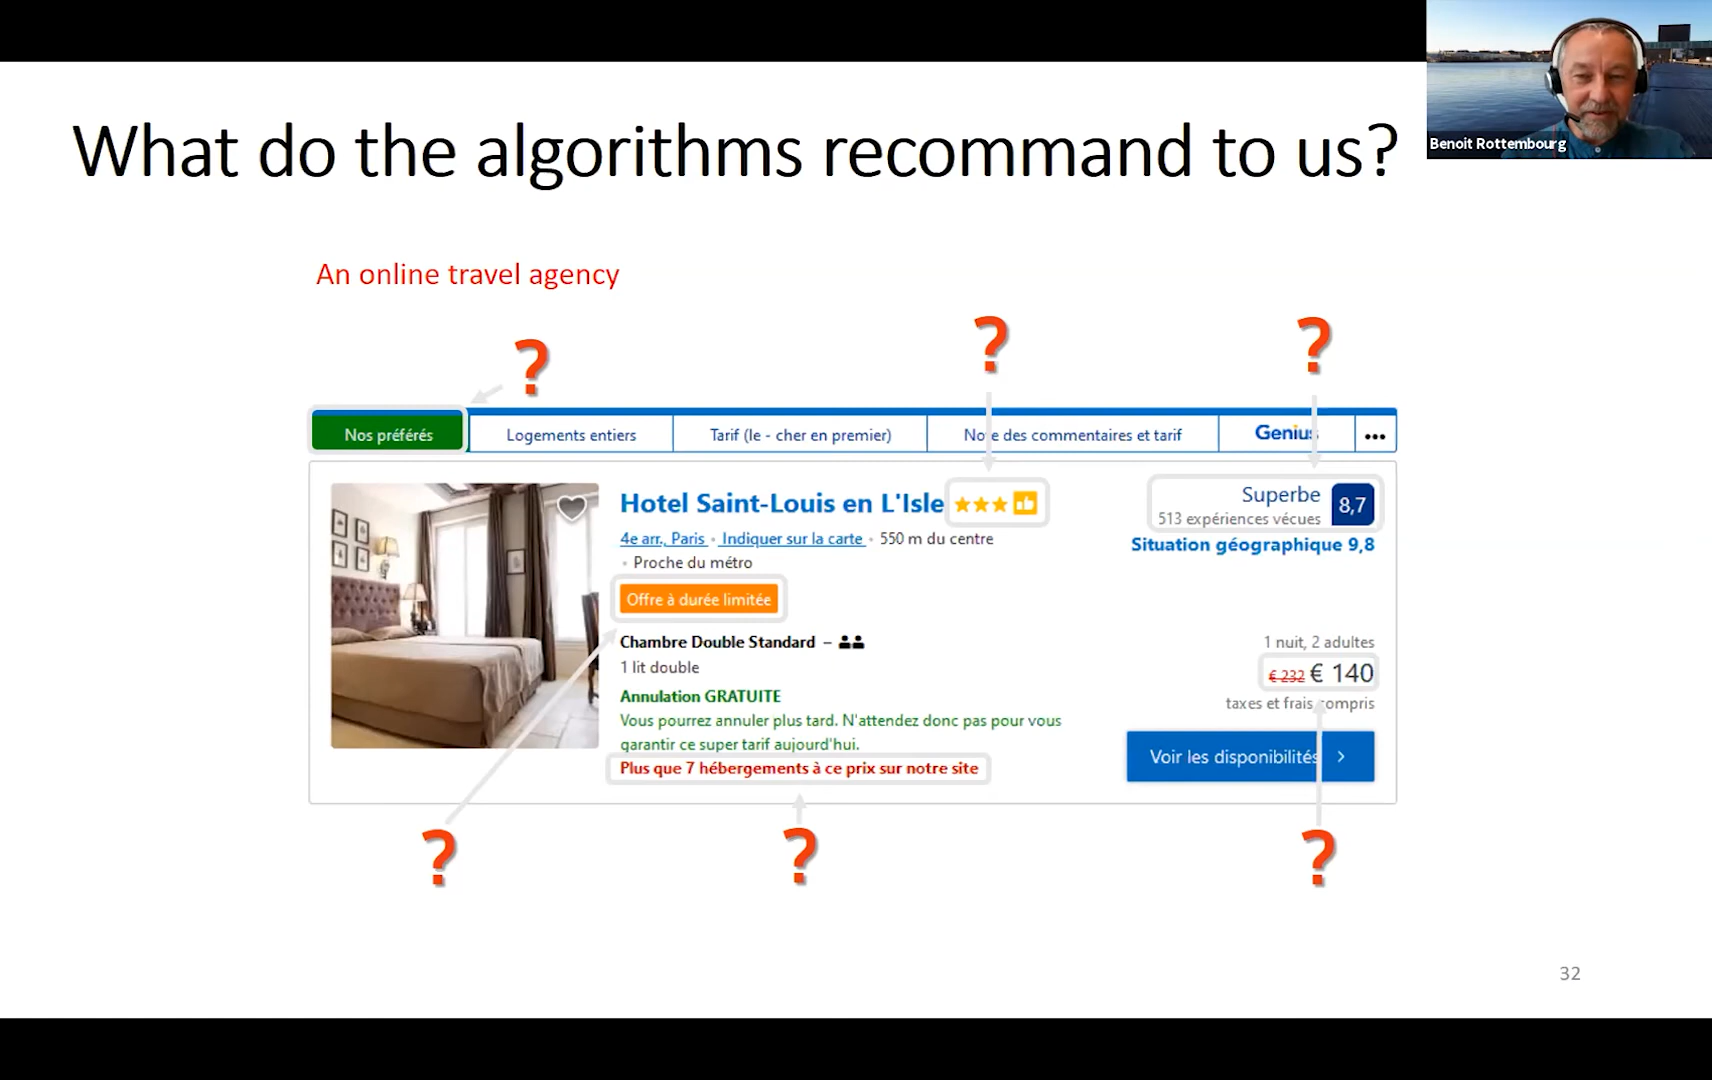 What do the algorithms recommand to us?
Benoit Rottembourg
An online travel agency
?
?
?
Nos préférés
Logements entiers
Tarif (le - cher en premier)
Note des commentaires et tarif
Genius
•••
Hotel Saint-Louis en L'Isle
Superbe
8,7
513 expériences vécues
4e arr., Paris • Indiquer sur la carte • 550 m du centre
Situation géographique 9,8
• Proche du métro
Offre à durée limitée
Chambre Double Standard –
1 nuit, 2 adultes
1 lit double
€ 232 € 140
Annulation GRATUITE
taxes et frais compris
Vous pourrez annuler plus tard. N'attendez donc pas pour vous
garantir ce super tarif aujourd'hui.
Voir les disponibilités >
Plus que 7 hébergements à ce prix sur notre site
?
?
?
32